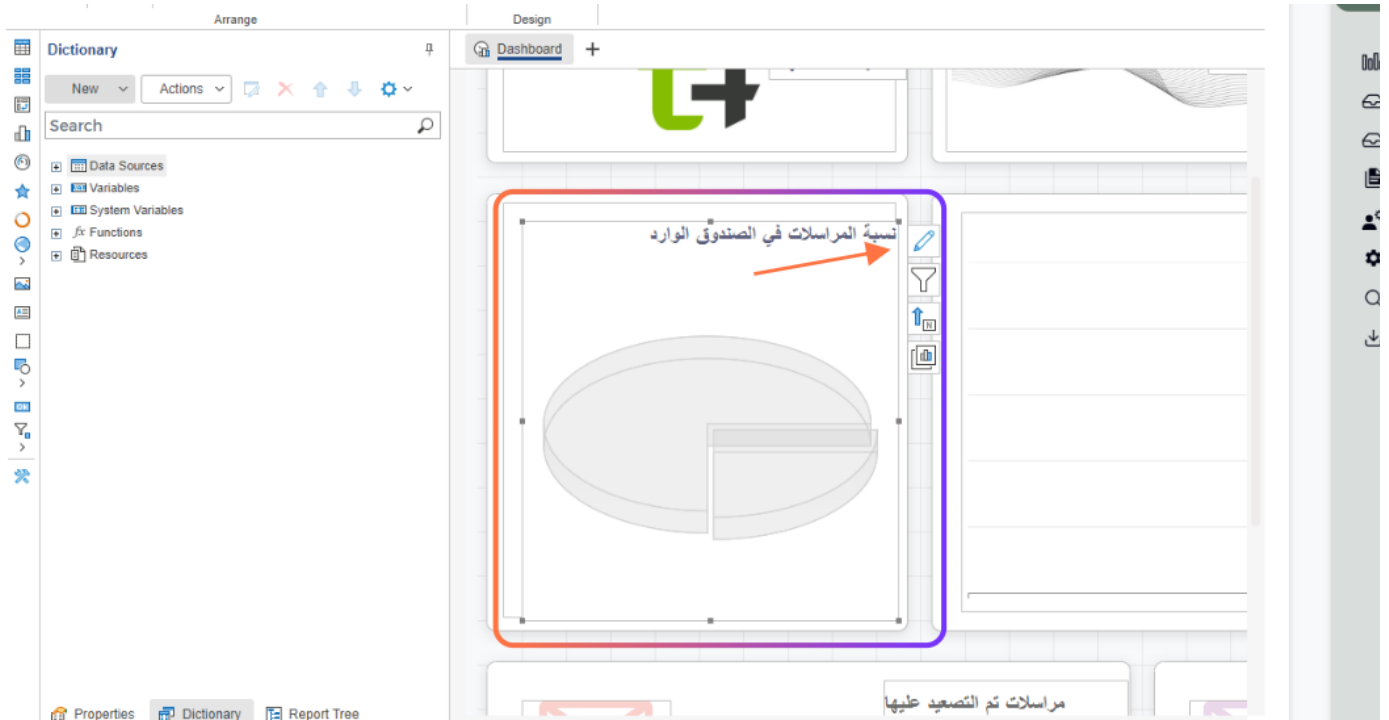 Arrange
Design
Dictionary
Dashboard
New
Actions
Search
Data Sources
Variables
System Variables
fx Functions
Resources
نسبة المراسلات في الصندوق الوارد
N
مراسلات تم التصعيد عليها
Properties
Dictionary
Report Tree